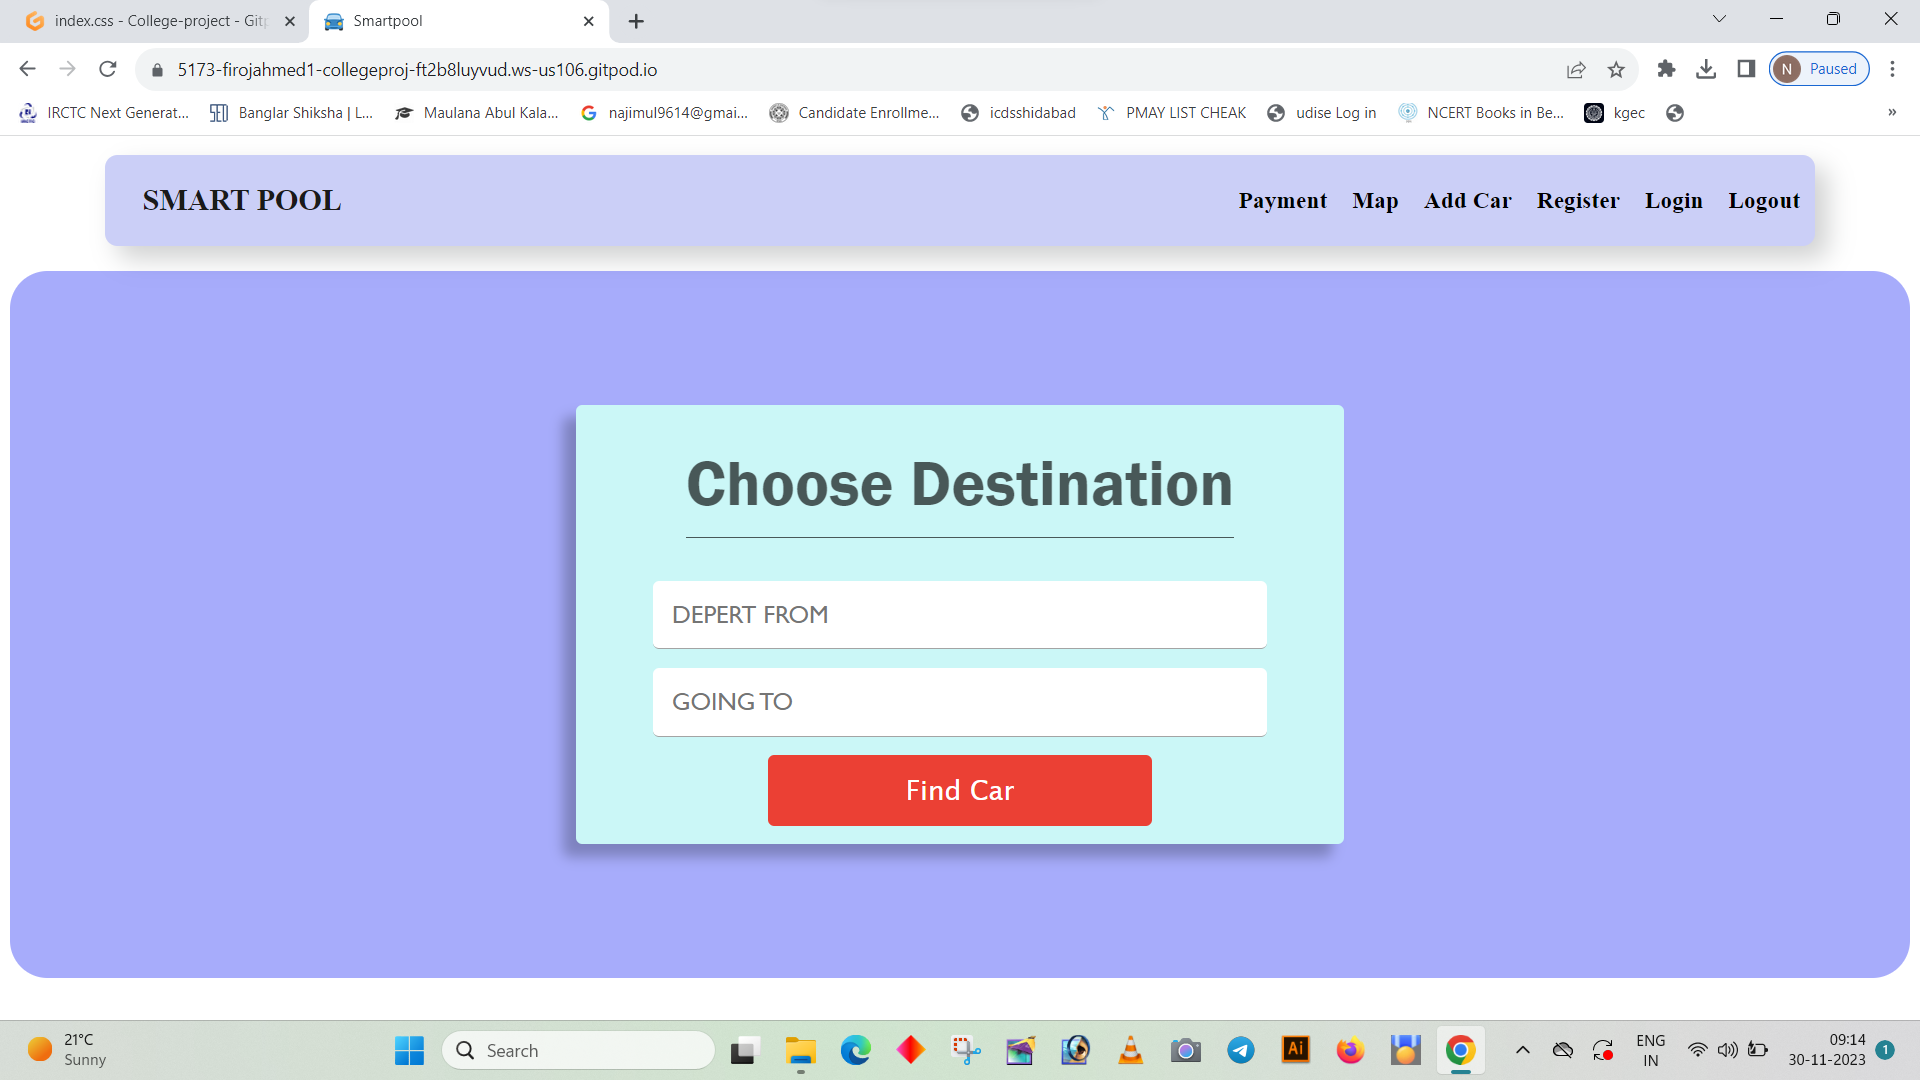 index.css - College-project - Git
Smartpool
5173-firojahmed1-collegeproj-ft2b8luyvud.ws-us106.gitpod.io
N Paused
IRCTC Next Generat... Banglar Shiksha | L... Maulana Abul Kala... najimul9614@gmai... Candidate Enrollme... icdsshidabad PMAY LIST CHEAK udise Log in NCERT Books in Be... kgec »
SMART POOL
Payment Map Add Car Register Login Logout
Choose Destination
DEPERT FROM
GOING TO
Find Car
21°C
Sunny
Search
Ai
ENG
IN
09:14
30-11-2023
1